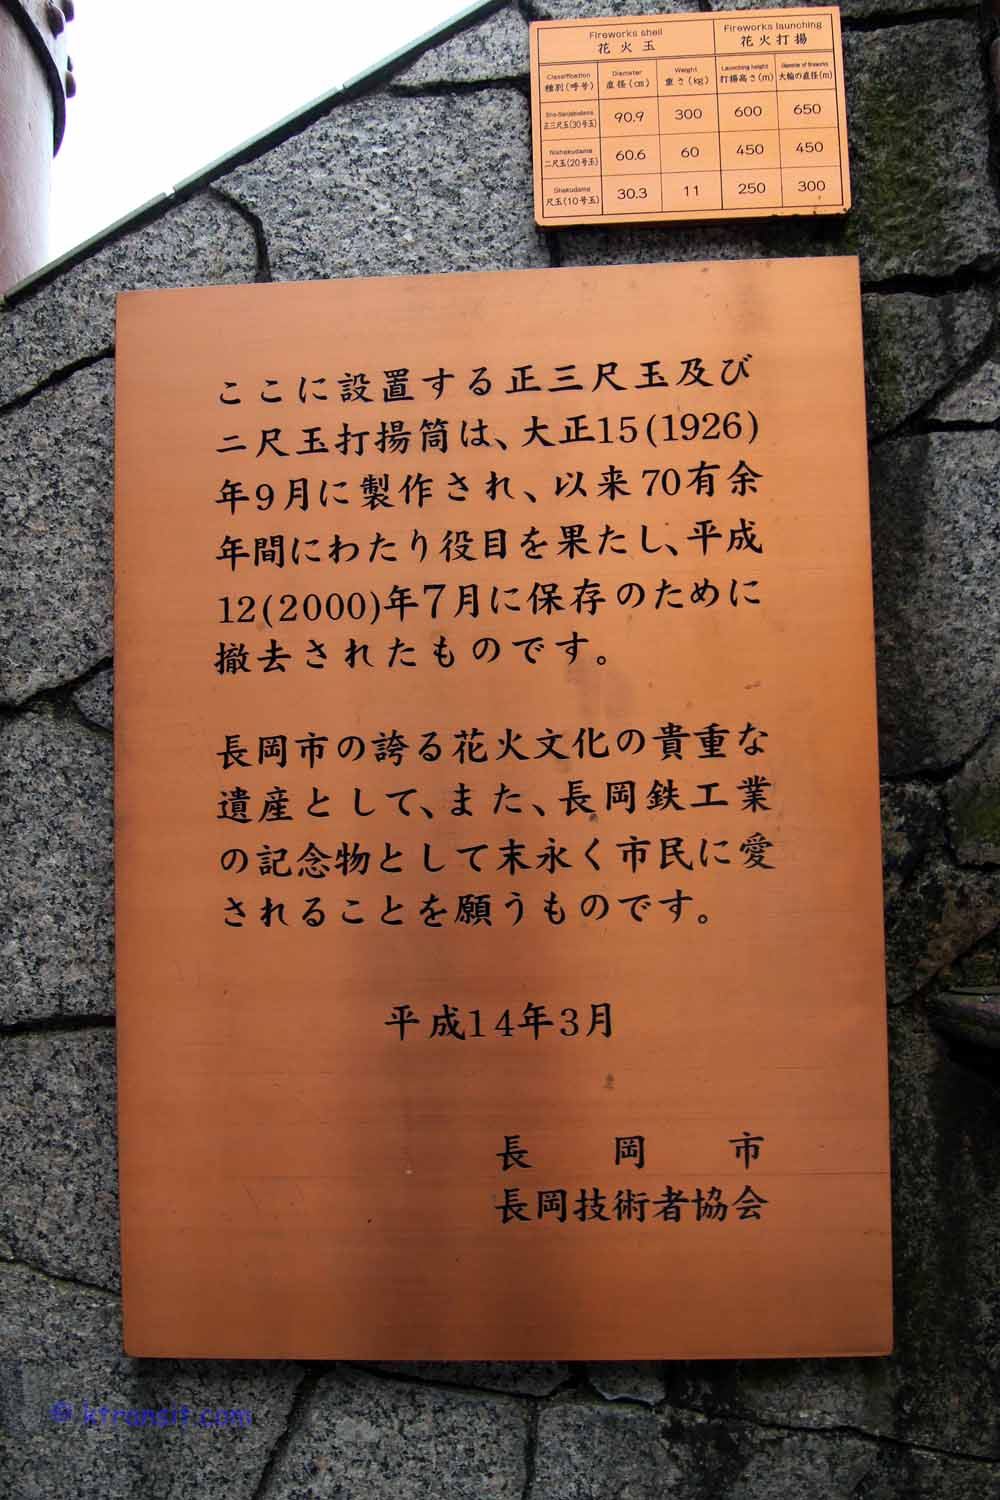 Fireworks shell Fireworks launching
花火玉 花火打揚
Classification Diameter Weight Launching height Diameter of fireworks
種別(呼号) 直径(cm) 重さ(kg) 打揚高さ(m) 大輪の直径(m)
Sho-Sanjakudama
正三尺玉(30号玉) 90.9 300 600 650
Nishakudama
二尺玉(20号玉) 60.6 60 450 450
Shakudama
尺玉(10号玉) 30.3 11 250 300
ここに設置する正三尺玉及び
二尺玉打揚筒は、大正15(1926)
年9月に製作され、以来70有余
年間にわたり役目を果たし、平成
12(2000)年7月に保存のために
撤去されたものです。
長岡市の誇る花火文化の貴重な
遺産として、また、長岡鉄工業
の記念物として末永く市民に愛
されることを願うものです。
平成14年3月
長岡市
長岡技術者協会
© ktransit.com